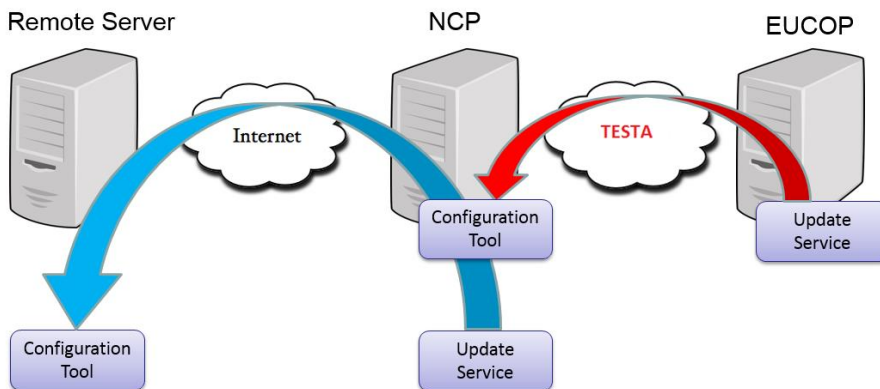 Remote Server
NCP
EUCOP
Internet
TESTA
Configuration
Tool
Update
Service
Configuration
Tool
Update
Service